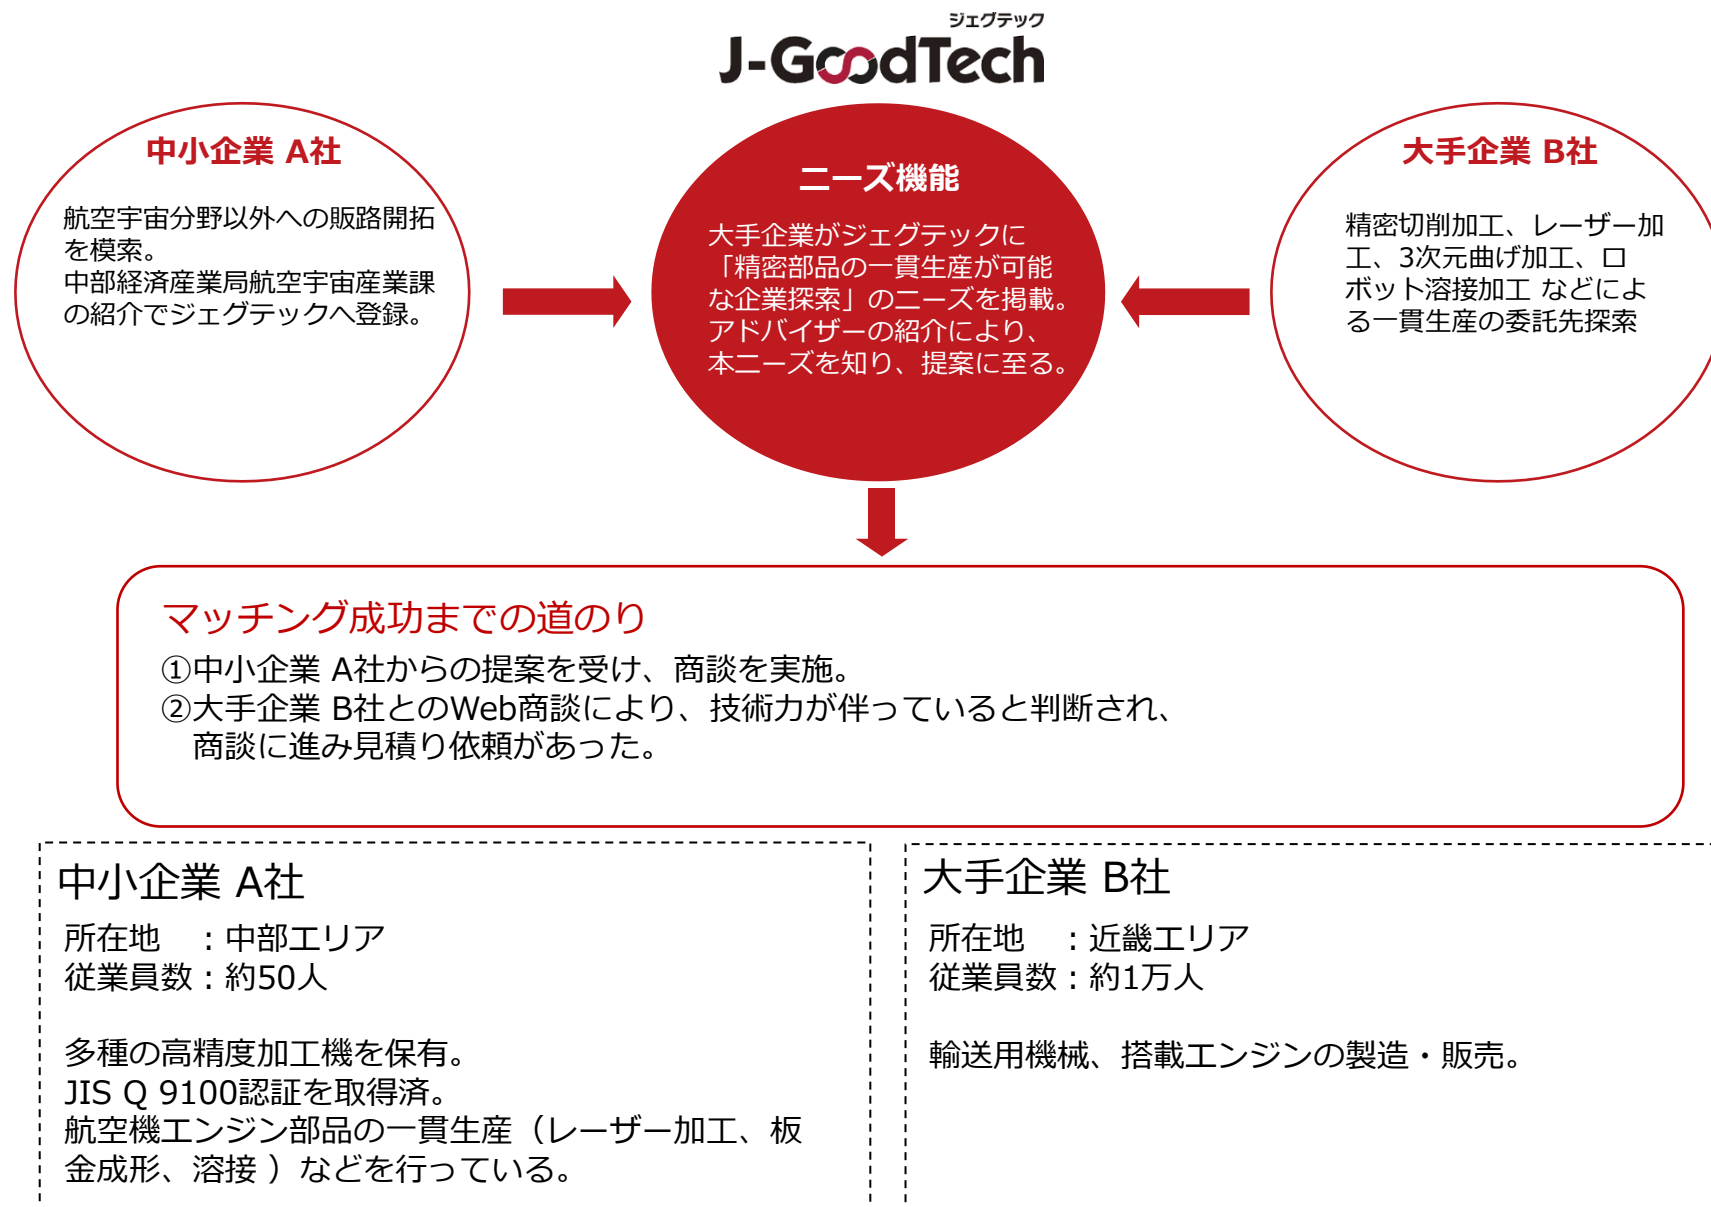 ジェグテック
J-GoodTech
中小企業 A社
航空宇宙分野以外への販路開拓
を模索。
中部経済産業局航空宇宙産業課
の紹介でジェグテックへ登録。
ニーズ機能
大手企業がジェグテックに
「精密部品の一貫生産が可能
な企業探索」のニーズを掲載。
アドバイザーの紹介により、
本ニーズを知り、提案に至る。
大手企業 B社
精密切削加工、レーザー加
工、3次元曲げ加工、ロ
ボット溶接加工 などによ
る一貫生産の委託先探索
マッチング成功までの道のり
①中小企業 A社からの提案を受け、商談を実施。
②大手企業 B社とのWeb商談により、技術力が伴っていると判断され、
商談に進み見積り依頼があった。
中小企業 A社
所在地　：中部エリア
従業員数：約50人
多種の高精度加工機を保有。
JIS Q 9100認証を取得済。
航空機エンジン部品の一貫生産（レーザー加工、板
金成形、溶接 ）などを行っている。
大手企業 B社
所在地　：近畿エリア
従業員数：約1万人
輸送用機械、搭載エンジンの製造・販売。